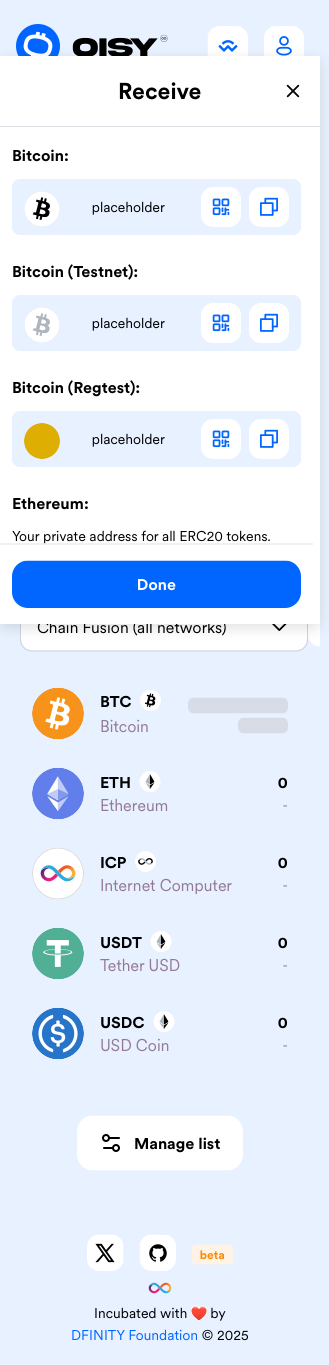 OISY
Receive
Bitcoin:
placeholder
Bitcoin (Testnet):
placeholder
Bitcoin (Regtest):
placeholder
Ethereum:
Your private address for all ERC20 tokens.
Done
Chain Fusion (all networks)
BTC
Bitcoin
ETH 0
Ethereum -
ICP 0
Internet Computer -
USDT 0
Tether USD -
USDC 0
USD Coin -
Manage list
beta
Incubated with ❤️ by
DFINITY Foundation © 2025